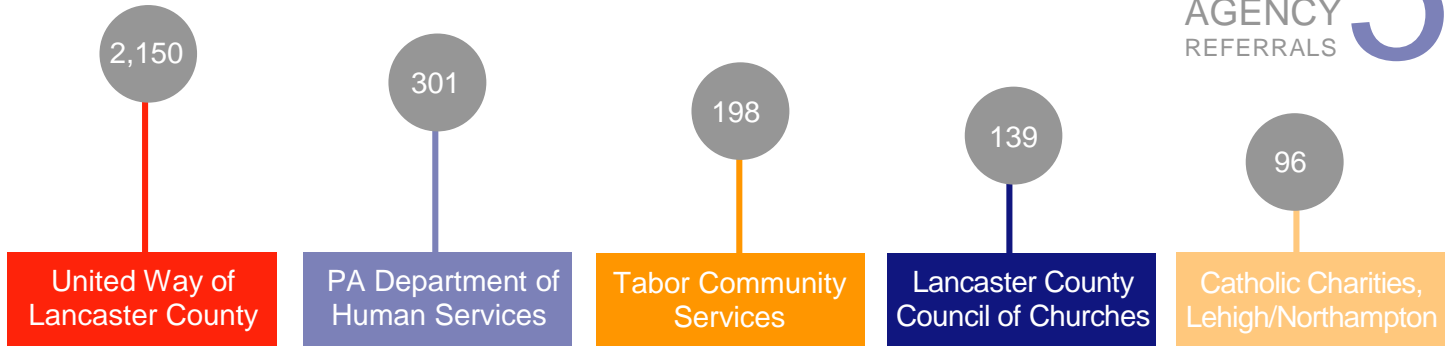 AGENCY
REFERRALS
2,150
301
198
139
96
United Way of
Lancaster County
PA Department of
Human Services
Tabor Community
Services
Lancaster County
Council of Churches
Catholic Charities,
Lehigh/Northampton